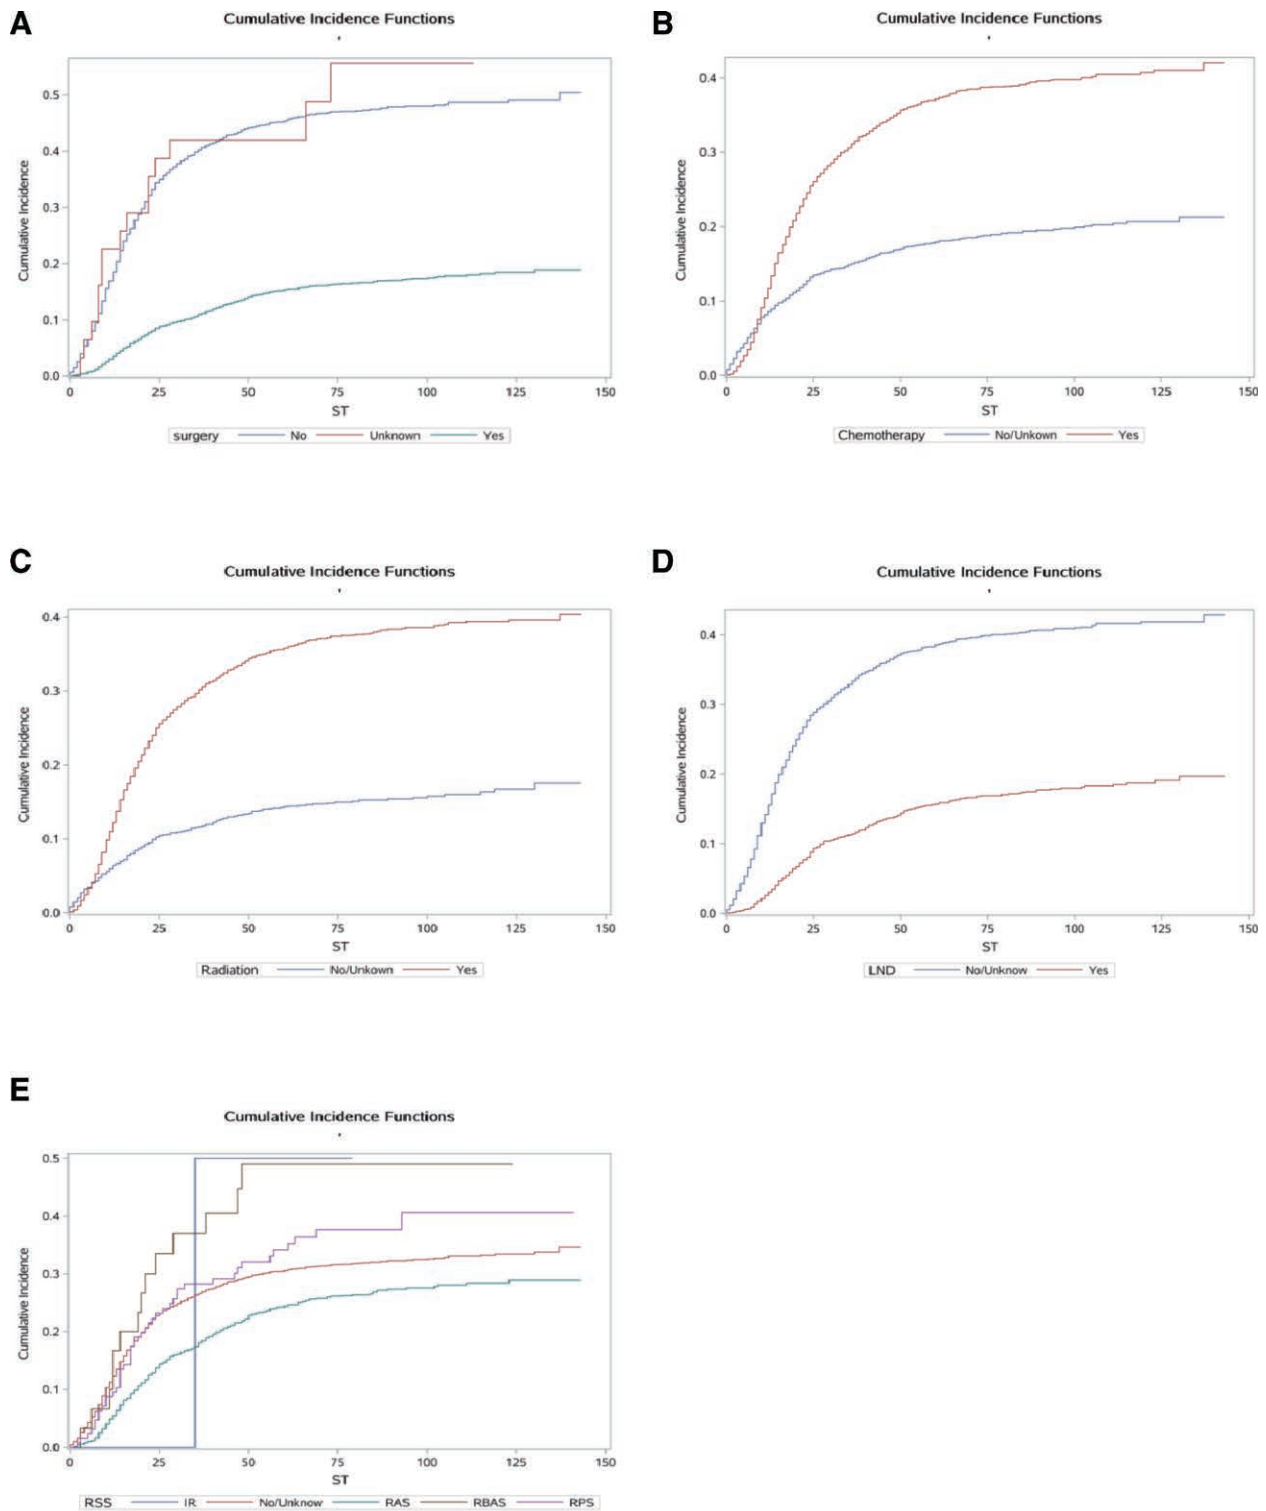 A
Cumulative Incidence Functions
Cumulative Incidence
0.5
0.4
0.3
0.2
0.1
0.0
0 25 50 75 100 125 150
ST
surgery No Unknown Yes
B
Cumulative Incidence Functions
Cumulative Incidence
0.4
0.3
0.2
0.1
0.0
0 25 50 75 100 125 150
ST
Chemotherapy No/Unkown Yes
C
Cumulative Incidence Functions
Cumulative Incidence
0.4
0.3
0.2
0.1
0.0
0 25 50 75 100 125 150
ST
Radiation No/Unkown Yes
D
Cumulative Incidence Functions
Cumulative Incidence
0.4
0.3
0.2
0.1
0.0
0 25 50 75 100 125 150
ST
LND No/Unknow Yes
E
Cumulative Incidence Functions
Cumulative Incidence
0.5
0.4
0.3
0.2
0.1
0.0
0 25 50 75 100 125 150
ST
RSS IR No/Unknow RAS RBAS RPS